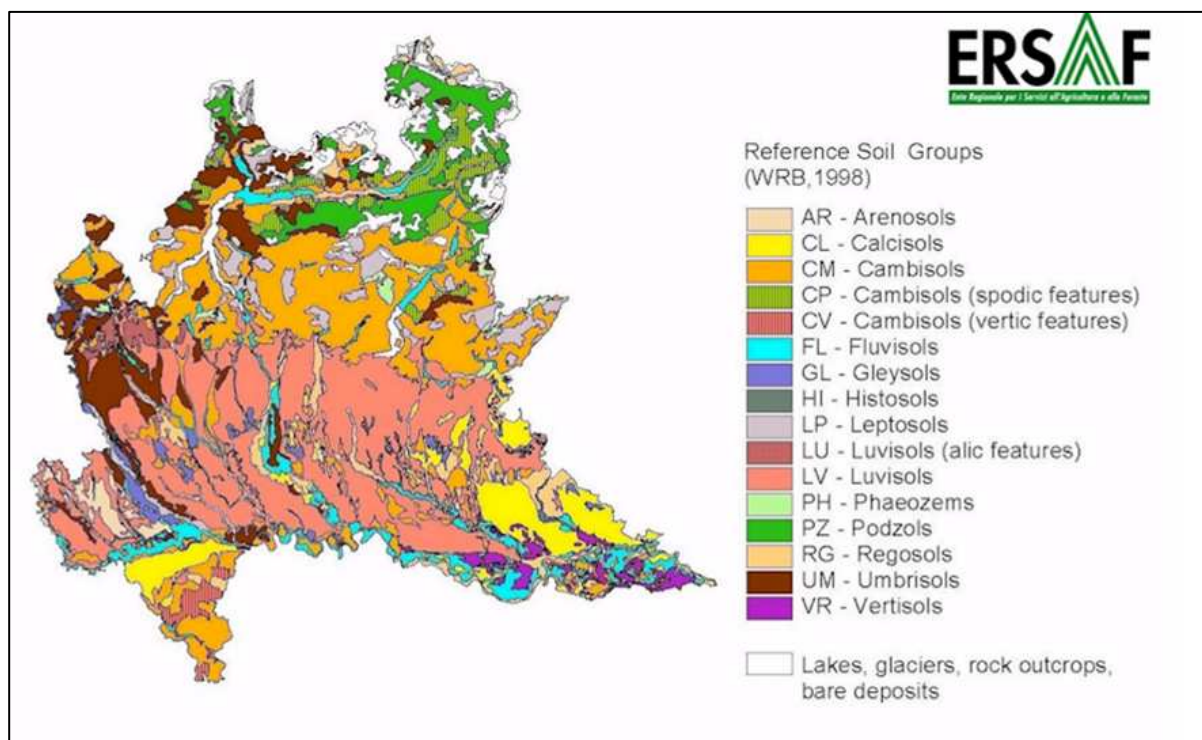 ERSAF
Ente Regionale per i Servizi all'Agricoltura e alle Foreste
Reference Soil Groups
(WRB,1998)
AR - Arenosols
CL - Calcisols
CM - Cambisols
CP - Cambisols (spodic features)
CV - Cambisols (vertic features)
FL - Fluvisols
GL - Gleysols
HI - Histosols
LP - Leptosols
LU - Luvisols (alic features)
LV - Luvisols
PH - Phaeozems
PZ - Podzols
RG - Regosols
UM - Umbrisols
VR - Vertisols
Lakes, glaciers, rock outcrops,
bare deposits